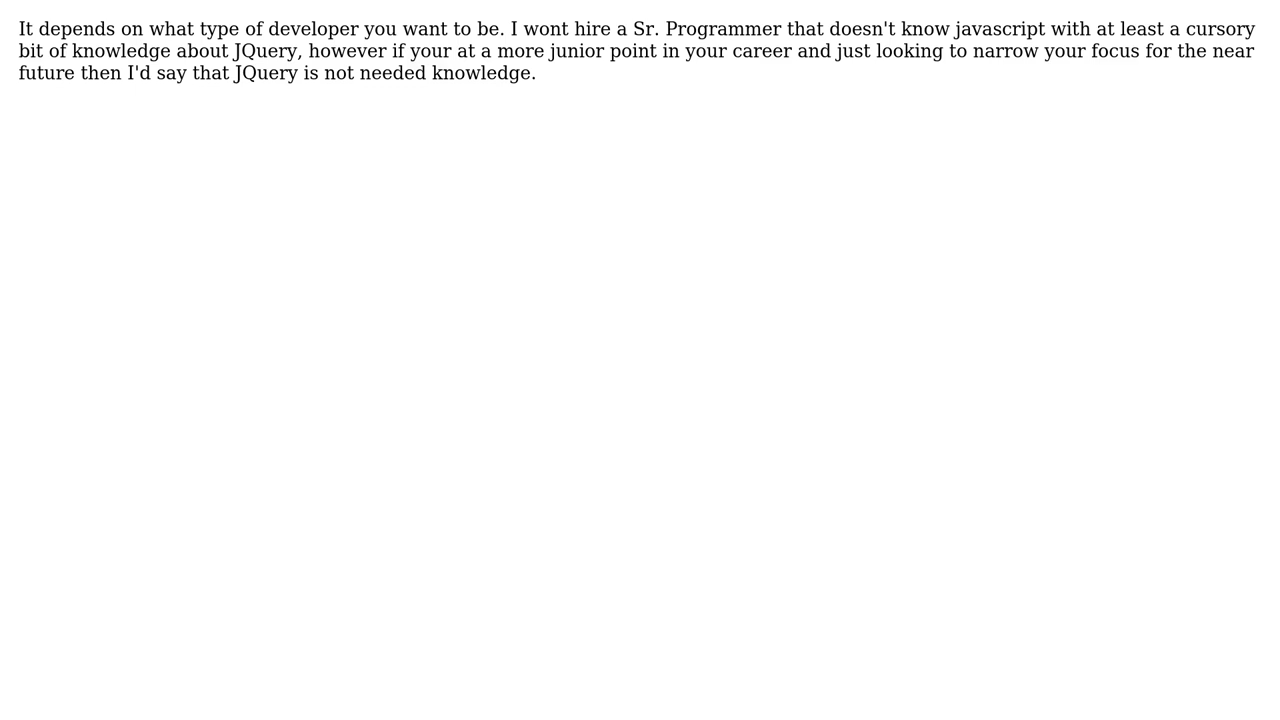 It depends on what type of developer you want to be. I wont hire a Sr. Programmer that doesn't know javascript with at least a cursory
bit of knowledge about JQuery, however if your at a more junior point in your career and just looking to narrow your focus for the near
future then I'd say that JQuery is not needed knowledge.